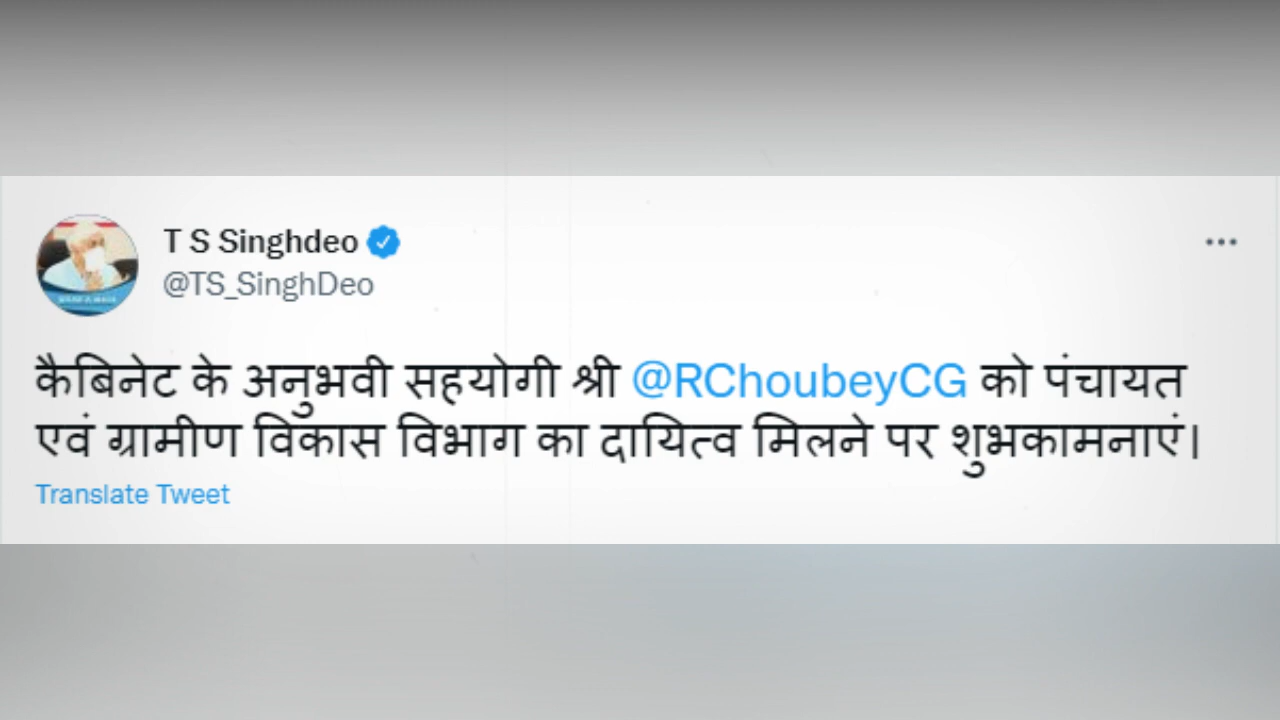 T S Singhdeo
@TS_SinghDeo
कैबिनेट के अनुभवी सहयोगी श्री @RChoubeyCG को पंचायत
एवं ग्रामीण विकास विभाग का दायित्व मिलने पर शुभकामनाएं।
Translate Tweet